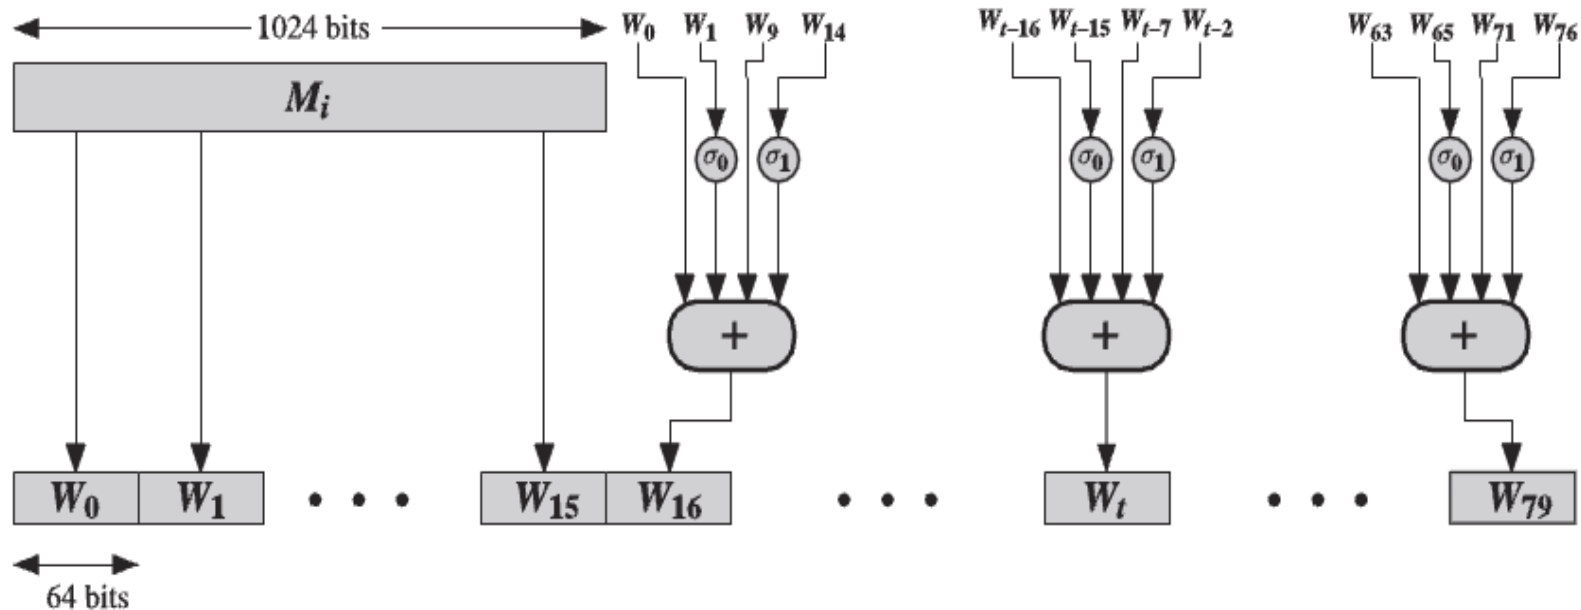 1024 bits
W0 W1 W9 W14
Wt–16 Wt–15 Wt–7 Wt–2
W63 W65 W71 W76
Mi
σ0 σ1
σ0 σ1
σ0 σ1
+
+
+
W0 W1 • • • W15 W16 • • • Wt • • • W79
64 bits